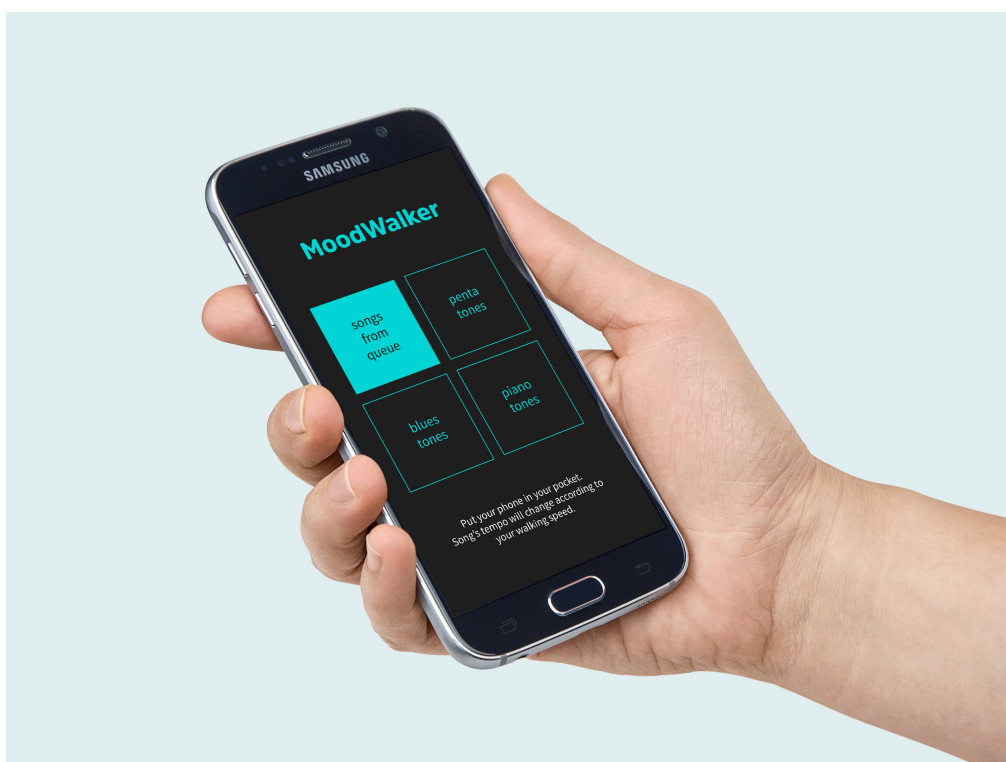 SAMSUNG
MoodWalker
songs
from
queue
penta
tones
blues
tones
piano
tones
Put your phone in your pocket.
Song's tempo will change according to
your walking speed.